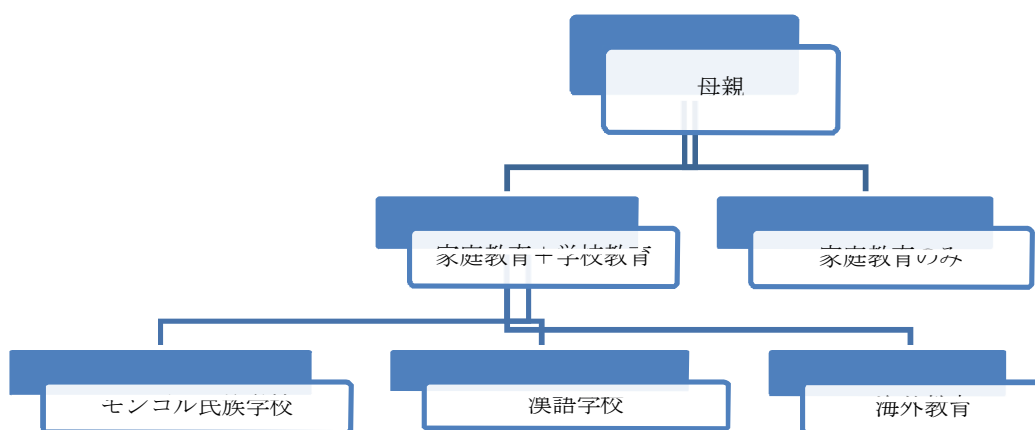 母親
家庭教育＋学校教育
家庭教育のみ
モンゴル民族学校
漢語学校
海外教育